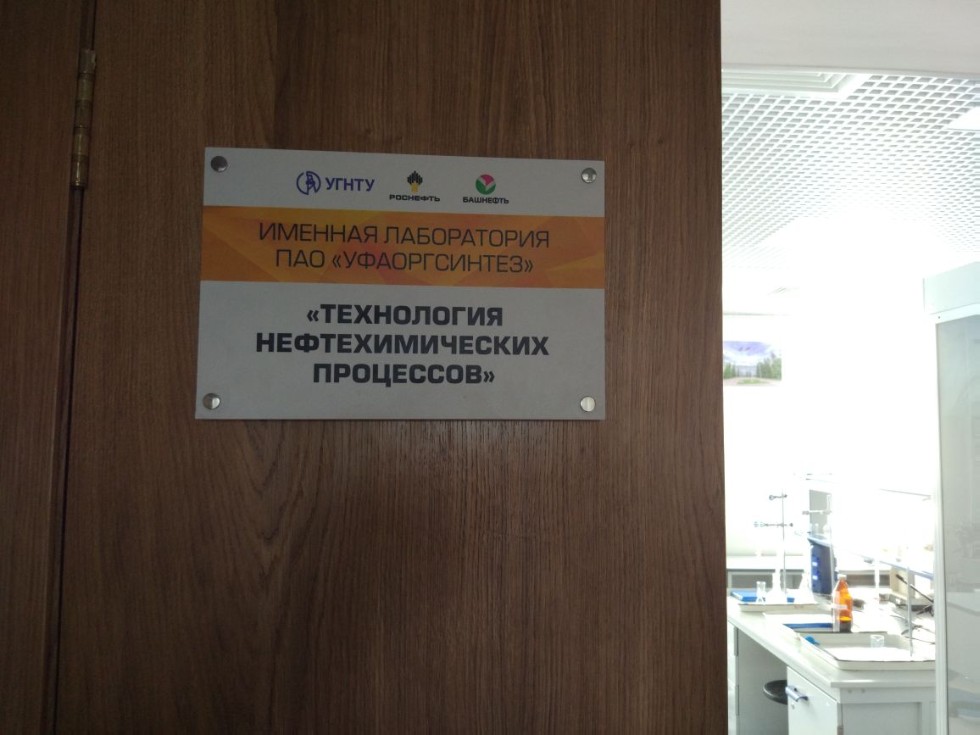 УГНТУ РОСНЕФТЬ БАШНЕФТЬ
ИМЕННАЯ ЛАБОРАТОРИЯ
ПАО «УФАОРГСИНТЕЗ»
«ТЕХНОЛОГИЯ
НЕФТЕХИМИЧЕСКИХ
ПРОЦЕССОВ»